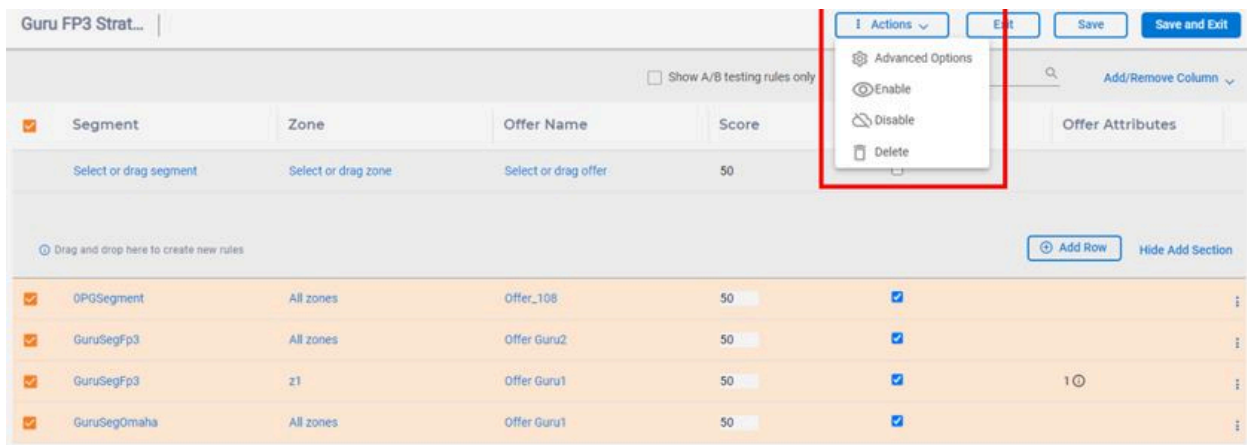 Guru FP3 Strat...
Actions
Exit
Save
Save and Exit
Advanced Options
Enable
Disable
Delete
Show A/B testing rules only
Add/Remove Column
Segment Zone Offer Name Score Offer Attributes
Select or drag segment Select or drag zone Select or drag offer 50
Drag and drop here to create new rules
Add Row
Hide Add Section
0PGSegment All zones Offer_108 50
GuruSegFp3 All zones Offer Guru2 50
GuruSegFp3 z1 Offer Guru1 50 1
GuruSegOmaha All zones Offer Guru1 50